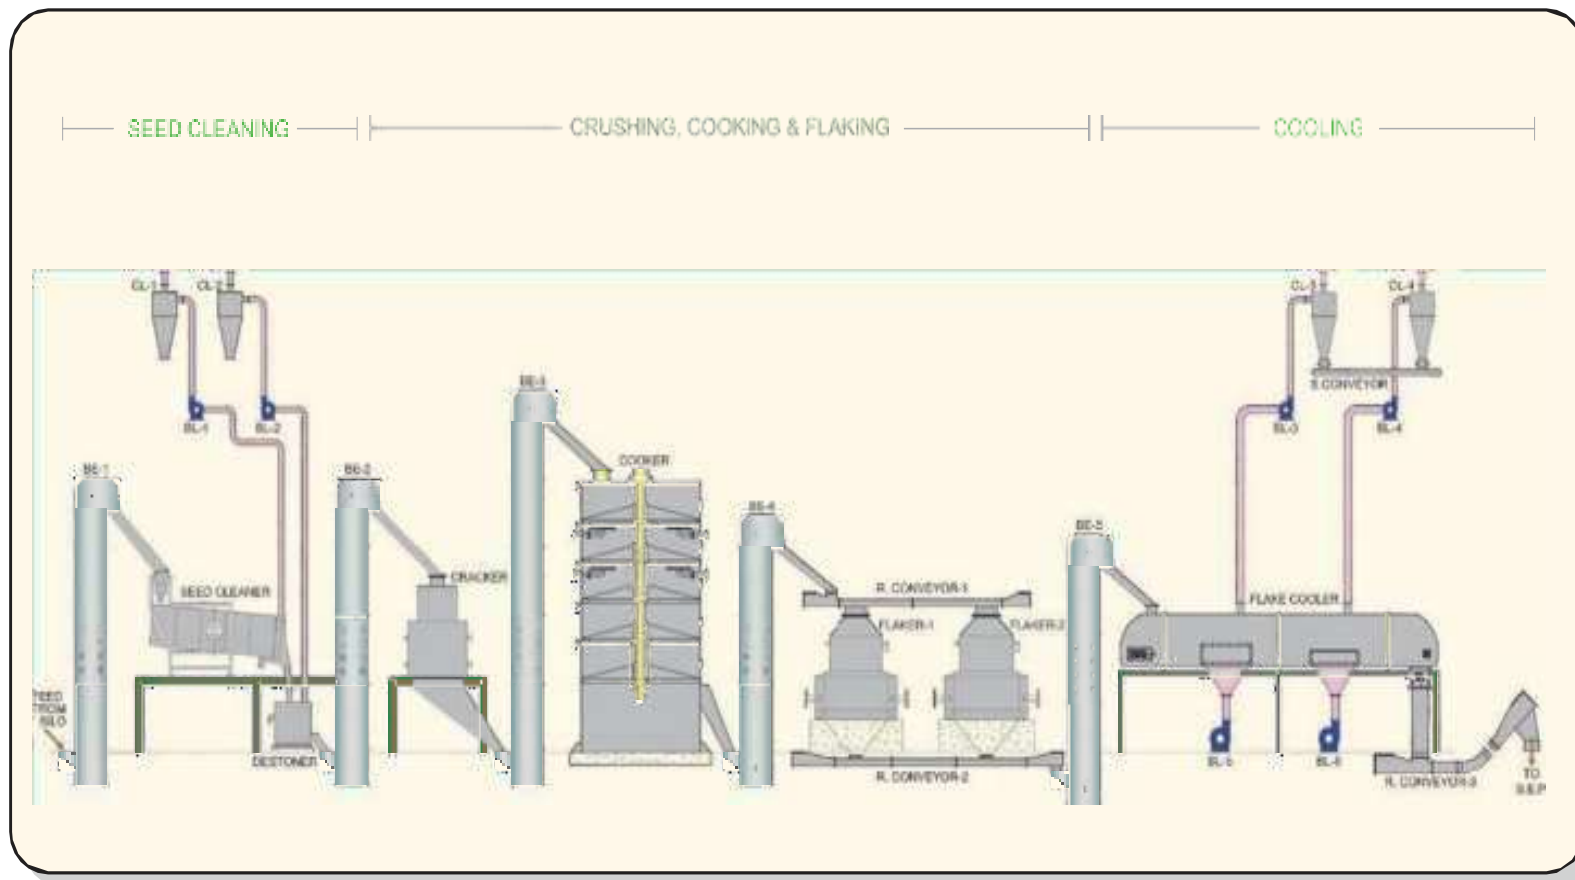 SEED CLEANING
CRUSHING, COOKING & FLAKING
COOLING
CL-1
CL-2
CL-3
CL-4
S.CONVEYOR
BL-1
BL-2
BL-3
BL-4
BE-1
BE-2
BE-3
COOKER
BE-4
BE-5
SEED CLEANER
CRACKER
R. CONVEYOR-1
FLAKER-1
FLAKER-2
FLAKE COOLER
FEED
FROM
SILO
DESTONER
R. CONVEYOR-2
BL-5
BL-6
R. CONVEYOR-3
TO
S.E.P